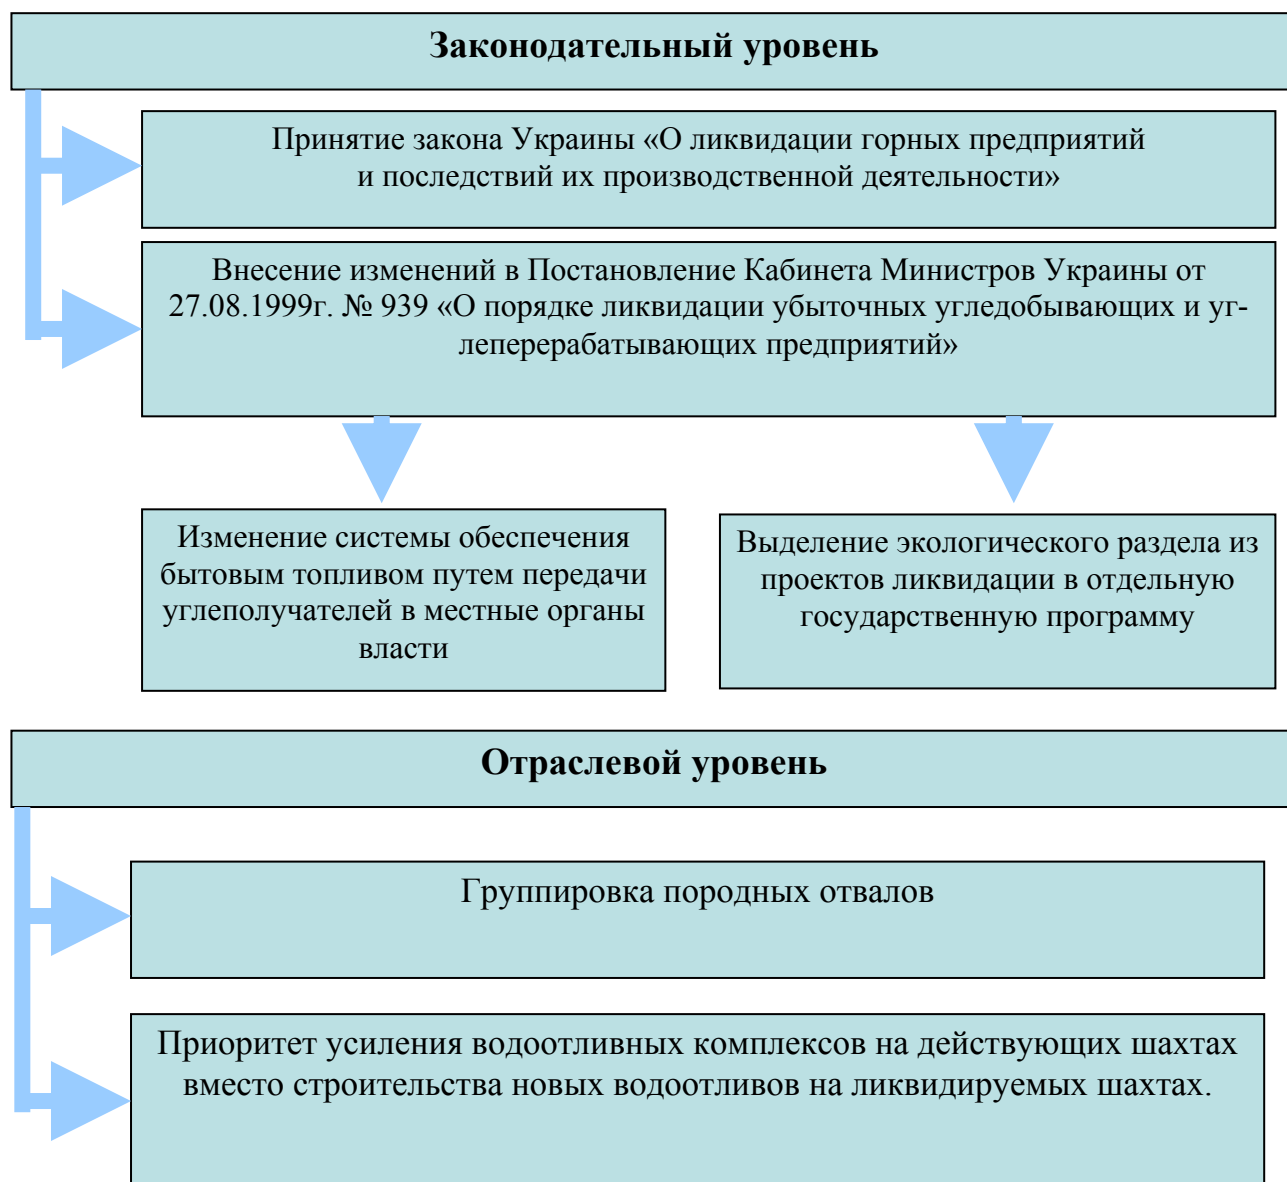 Законодательный уровень
Принятие закона Украины «О ликвидации горных предприятий
и последствий их производственной деятельности»
Внесение изменений в Постановление Кабинета Министров Украины от
27.08.1999г. № 939 «О порядке ликвидации убыточных угледобывающих и уг-
леперерабатывающих предприятий»
Изменение системы обеспечения
бытовым топливом путем передачи
углеполучателей в местные органы
власти
Выделение экологического раздела из
проектов ликвидации в отдельную
государственную программу
Отраслевой уровень
Группировка породных отвалов
Приоритет усиления водоотливных комплексов на действующих шахтах
вместо строительства новых водоотливов на ликвидируемых шахтах.